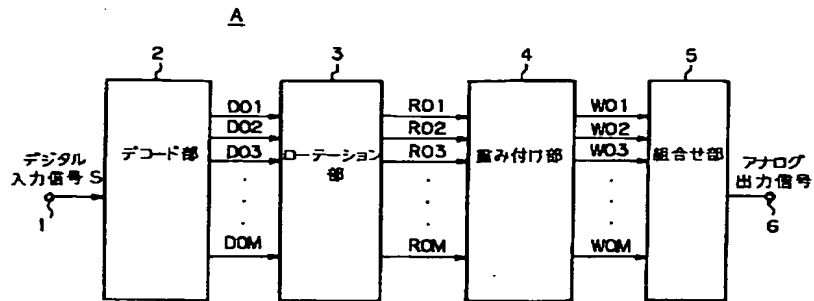 A
2
3
4
5
デジタル
入力信号 S
1
デコード部
DO1
DO2
DO3
DOM
ローテーション
部
RO1
RO2
RO3
ROM
重み付け部
WO1
WO2
WO3
WOM
組合せ部
アナログ
出力信号
6